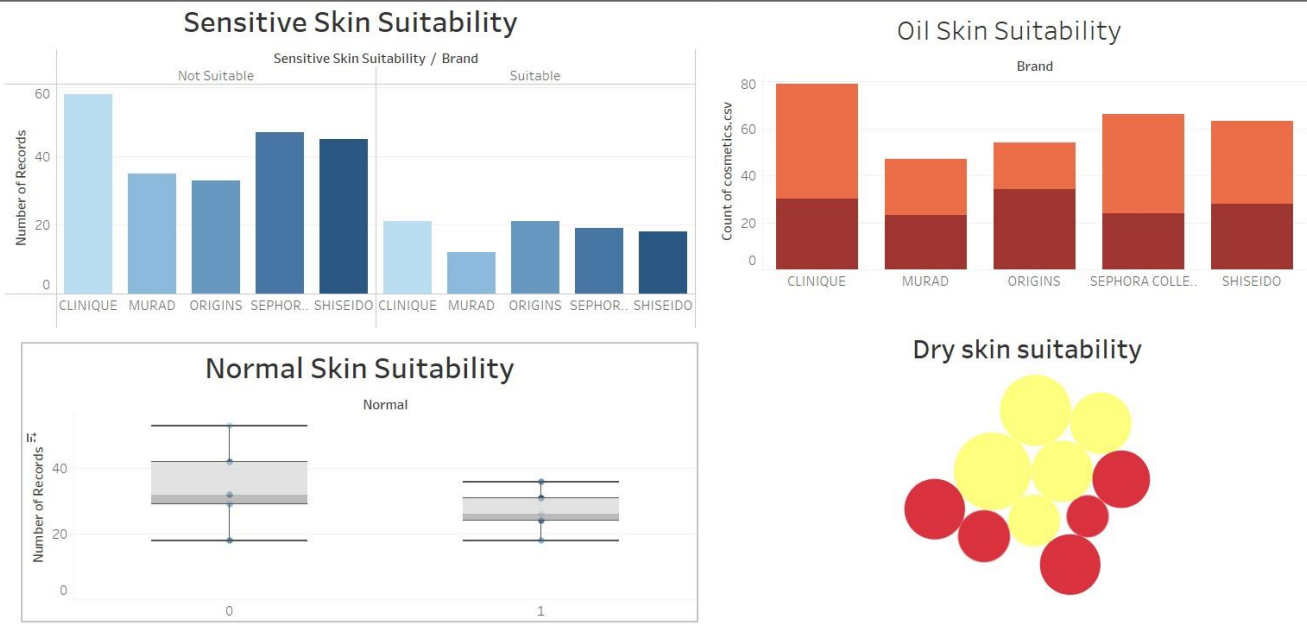 Sensitive Skin Suitability
Sensitive Skin Suitability / Brand
Not Suitable Suitable
Number of Records
60
40
20
0
CLINIQUE MURAD ORIGINS SEPHOR.. SHISEIDO CLINIQUE MURAD ORIGINS SEPHOR.. SHISEIDO
Oil Skin Suitability
Brand
Count of cosmetics.csv
80
60
40
20
0
CLINIQUE MURAD ORIGINS SEPHORA COLLE.. SHISEIDO
Normal Skin Suitability
Normal
Number of Records
40
20
0
0 1
Dry skin suitability